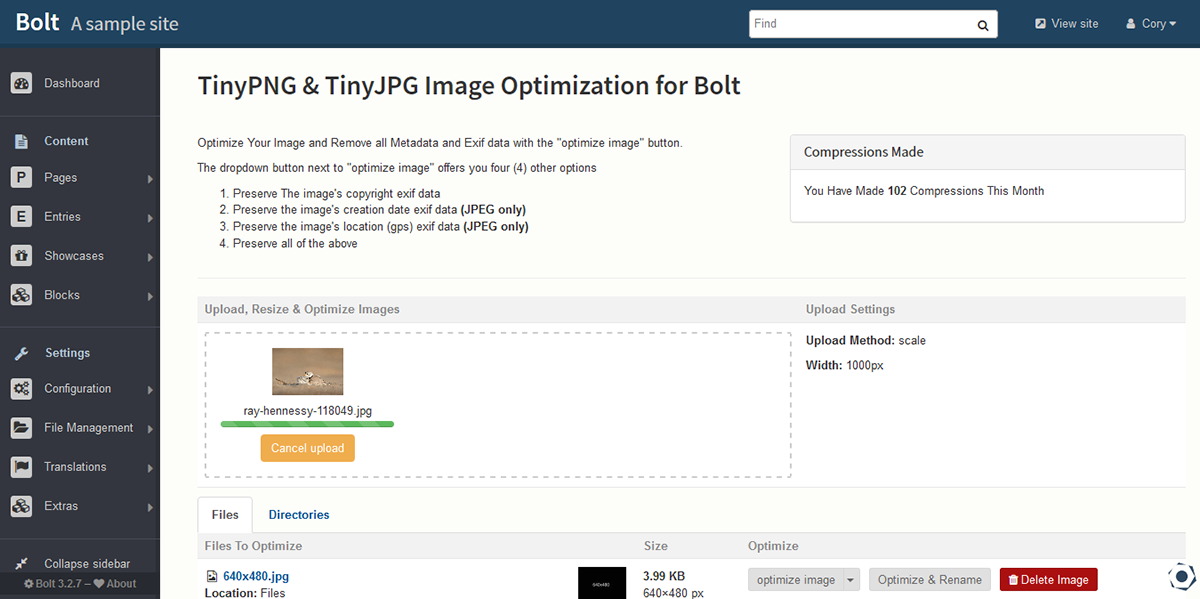 Bolt A sample site
Find
View site
Cory
Dashboard
Content
Pages
Entries
Showcases
Blocks
Settings
Configuration
File Management
Translations
Extras
Collapse sidebar
Bolt 3.2.7 – About
TinyPNG & TinyJPG Image Optimization for Bolt
Optimize Your Image and Remove all Metadata and Exif data with the "optimize image" button.
The dropdown button next to "optimize image" offers you four (4) other options
1. Preserve The image's copyright exif data
2. Preserve the image's creation date exif data (JPEG only)
3. Preserve the image's location (gps) exif data (JPEG only)
4. Preserve all of the above
Compressions Made
You Have Made 102 Compressions This Month
Upload, Resize & Optimize Images
Upload Settings
ray-hennessy-118049.jpg
Cancel upload
Upload Method: scale
Width: 1000px
Files
Directories
Files To Optimize
Size
Optimize
640x480.jpg
Location: Files
640x480
3.99 KB
640×480 px
optimize image
Optimize & Rename
Delete Image